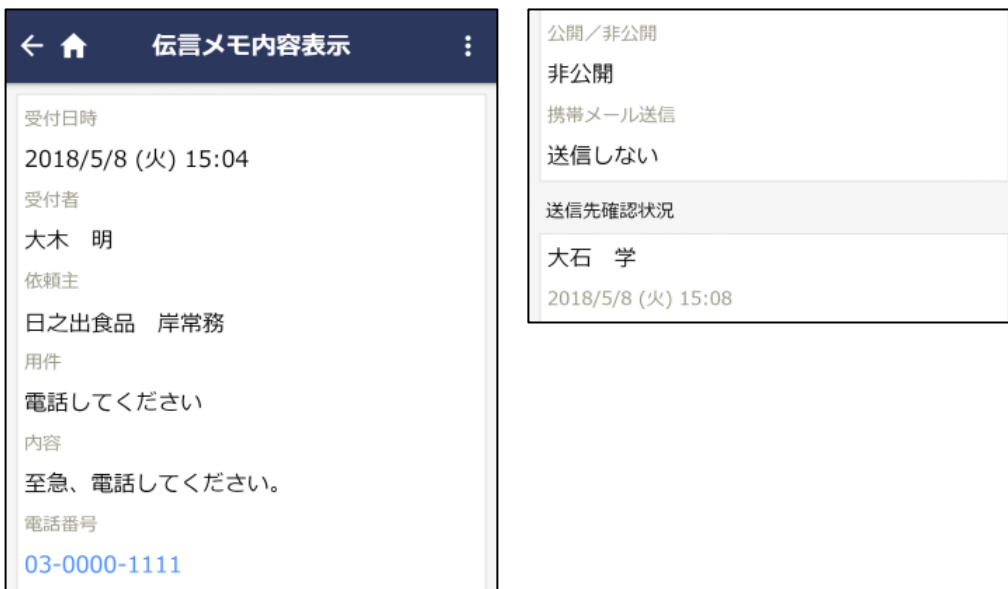 伝言メモ内容表示
受付日時
2018/5/8 (火) 15:04
受付者
大木　明
依頼主
日之出食品　岸常務
用件
電話してください
内容
至急、電話してください。
電話番号
03-0000-1111
公開／非公開
非公開
携帯メール送信
送信しない
送信先確認状況
大石　学
2018/5/8 (火) 15:08